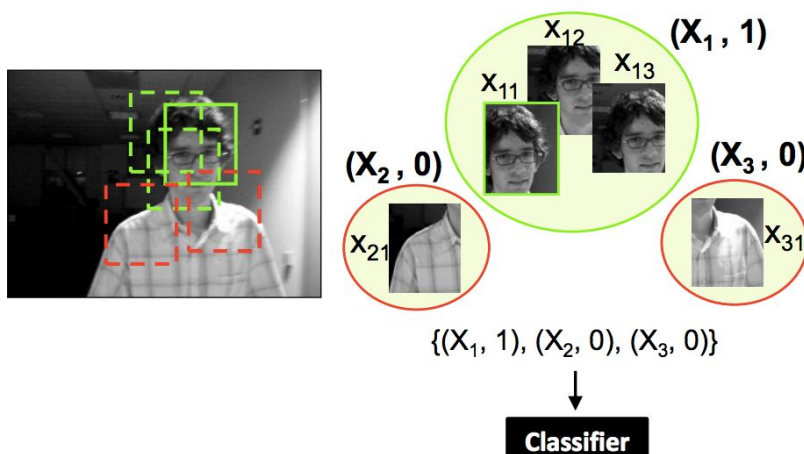 x₁₂
(X₁, 1)
x₁₁
x₁₃
(X₂, 0)
(X₃, 0)
x₂₁
x₃₁
{(X₁, 1), (X₂, 0), (X₃, 0)}
Classifier